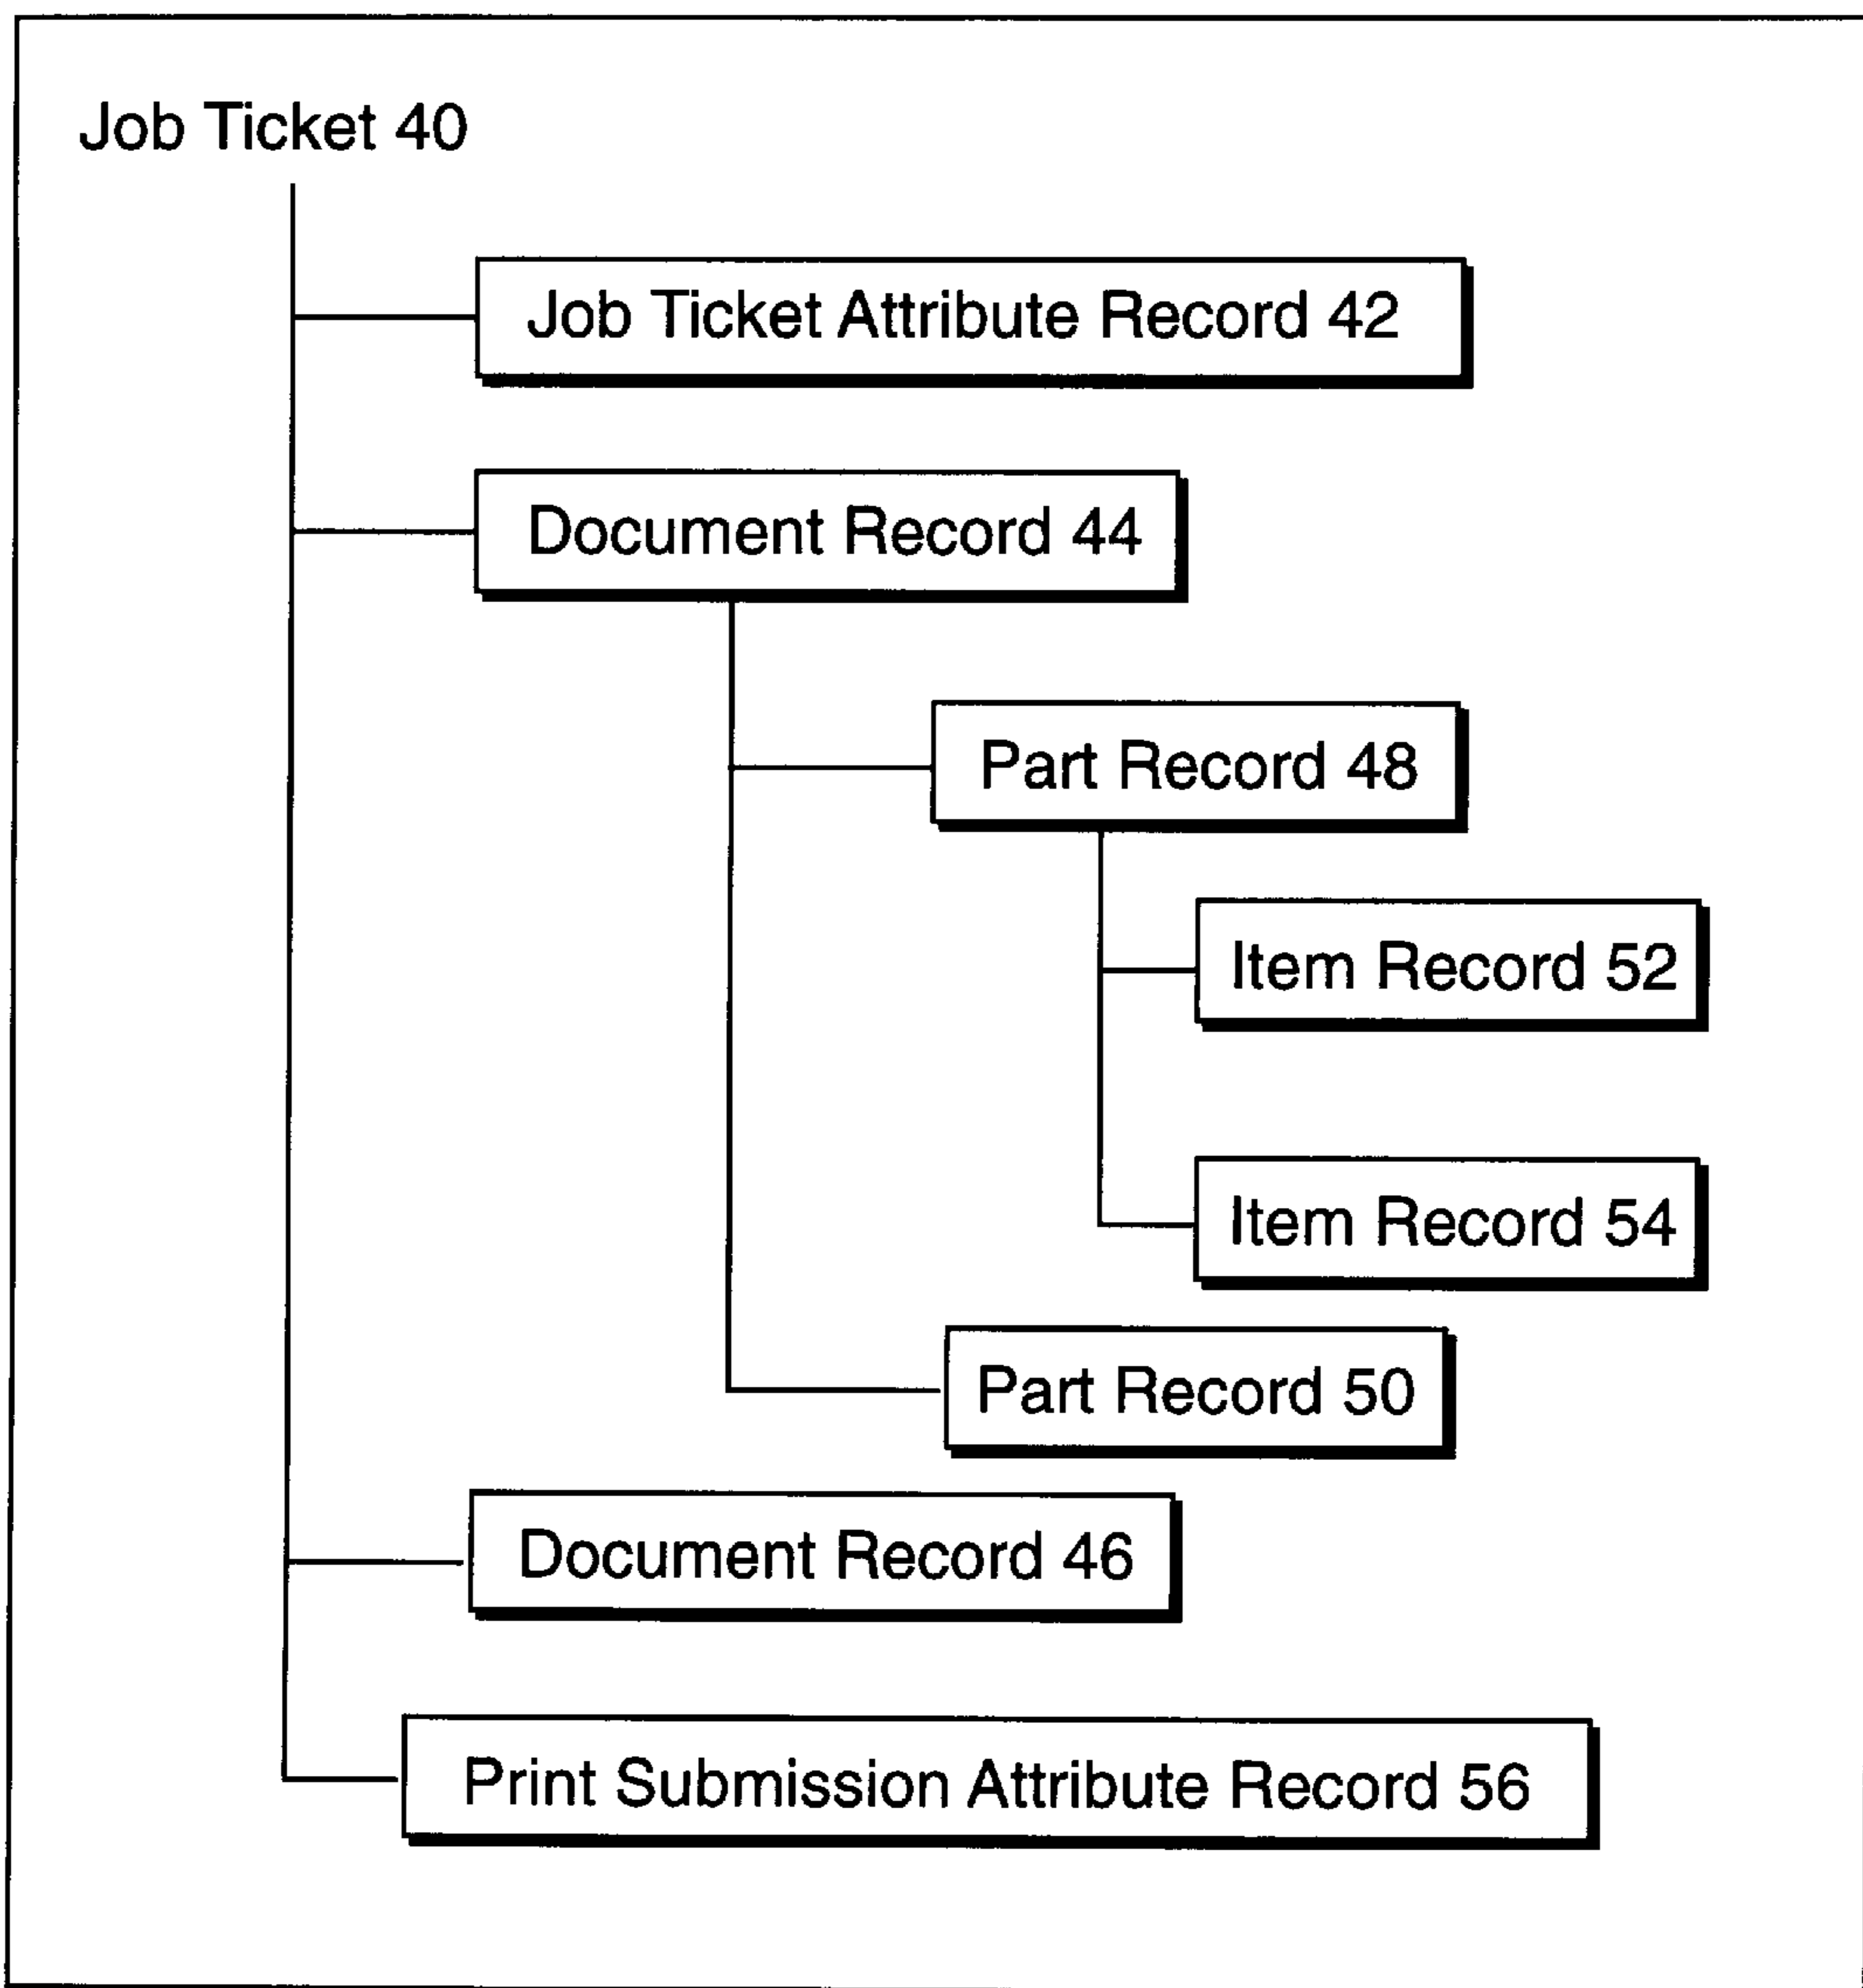 Job Ticket 40
Job Ticket Attribute Record 42
Document Record 44
Part Record 48
Item Record 52
Item Record 54
Part Record 50
Document Record 46
Print Submission Attribute Record 56